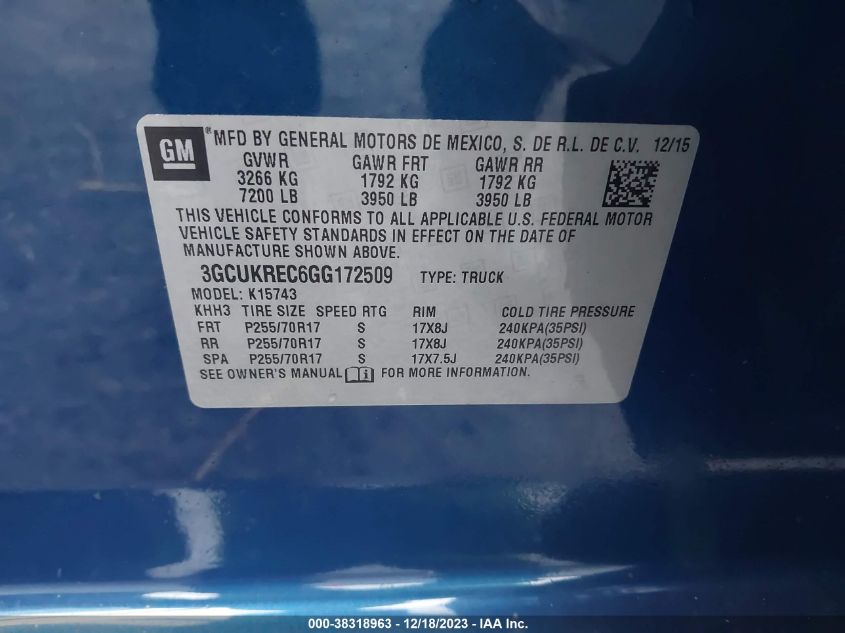 GM ® MFD BY GENERAL MOTORS DE MEXICO, S. DE R.L. DE C.V. 12/15
GVWR GAWR FRT GAWR RR
3266 KG 1792 KG 1792 KG
7200 LB 3950 LB 3950 LB
THIS VEHICLE CONFORMS TO ALL APPLICABLE U.S. FEDERAL MOTOR
VEHICLE SAFETY STANDARDS IN EFFECT ON THE DATE OF
MANUFACTURE SHOWN ABOVE.
3GCUKREC6GG172509 TYPE: TRUCK
MODEL: K15743
KHH3 TIRE SIZE SPEED RTG RIM COLD TIRE PRESSURE
FRT P255/70R17 S 17X8J 240KPA(35PSI)
RR P255/70R17 S 17X8J 240KPA(35PSI)
SPA P255/70R17 S 17X7.5J 240KPA(35PSI)
SEE OWNER'S MANUAL i FOR MORE INFORMATION.
000-38318963 - 12/18/2023 - IAA Inc.